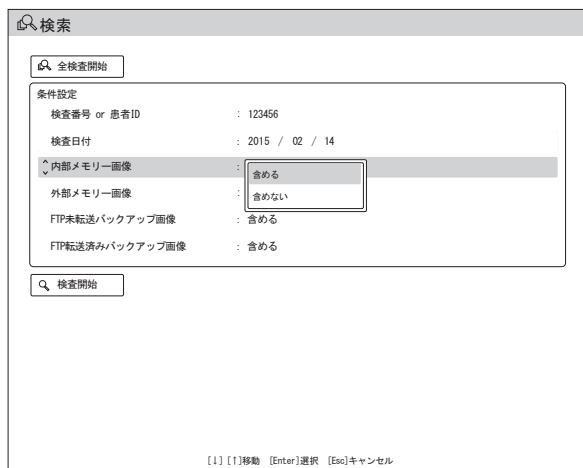 検索
全検査開始
条件設定
検査番号 or 患者ID : 123456
検査日付 : 2015 / 02 / 14
内部メモリー画像 :
含める
外部メモリー画像 :
含めない
FTP未転送バックアップ画像 : 含める
FTP転送済みバックアップ画像 : 含める
検査開始
[↓] [↑]移動 [Enter]選択 [Esc]キャンセル